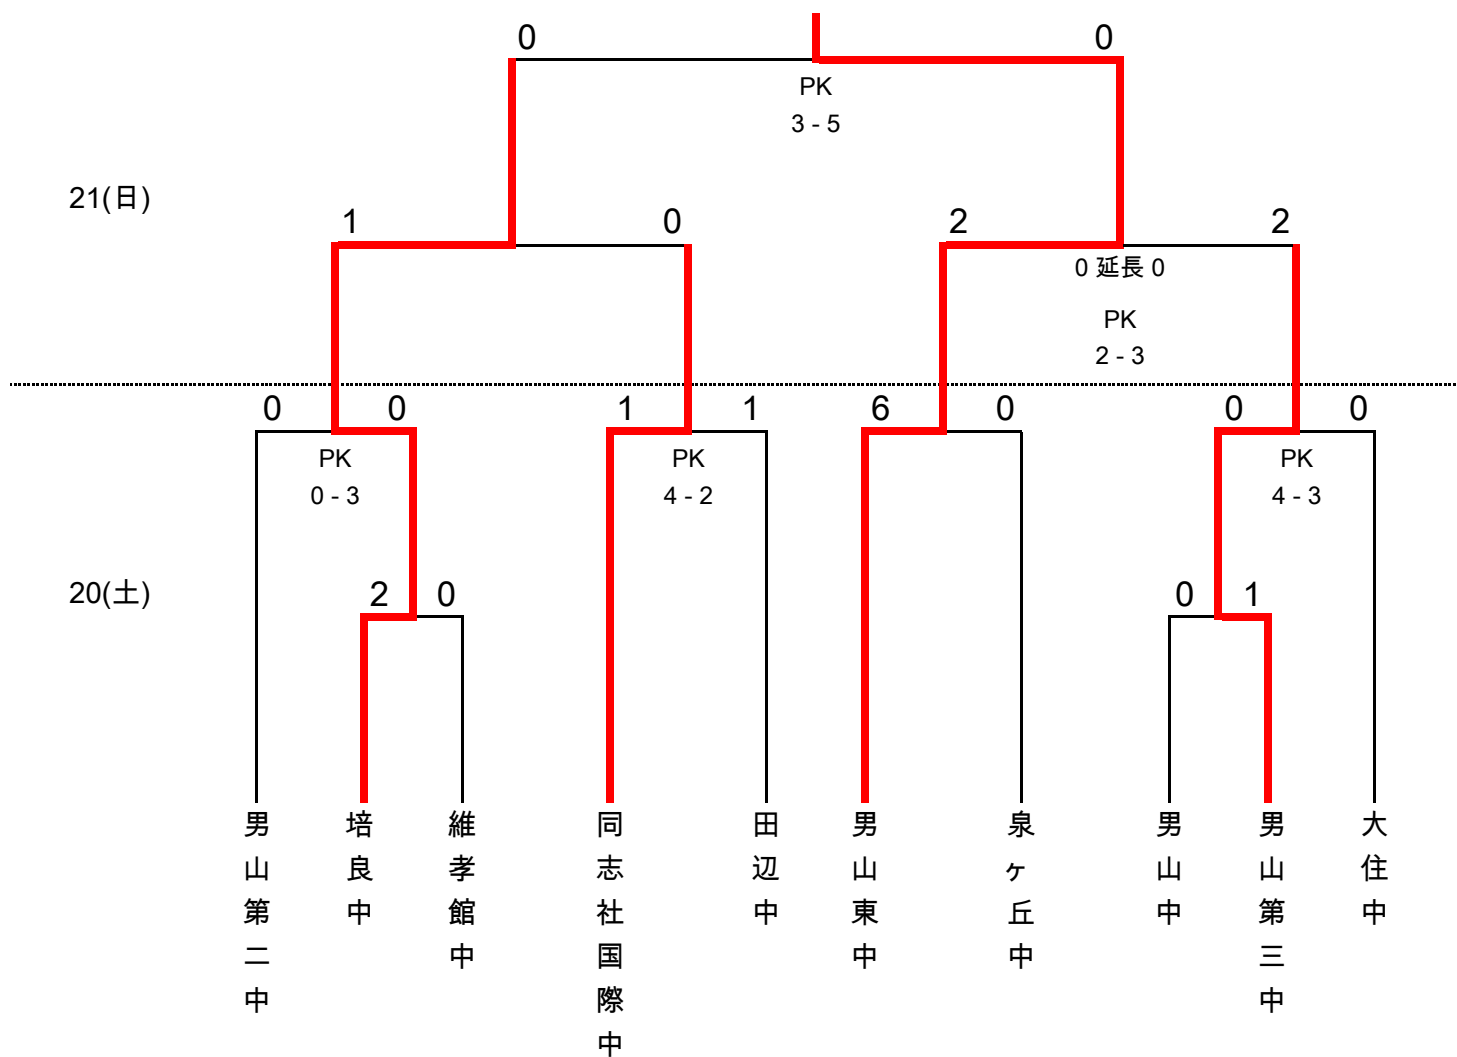 0 0
PK
3 - 5
21(日)
1 0 2 2
0 延長 0
PK
2 - 3
0 0 1 1 6 0 0 0
PK PK PK
0 - 3 4 - 2 4 - 3
20(土)
2 0 0 1
男山第二中
培良中
維孝館中
同志社国際中
田辺中
男山東中
泉ヶ丘中
男山中
男山第三中
大住中